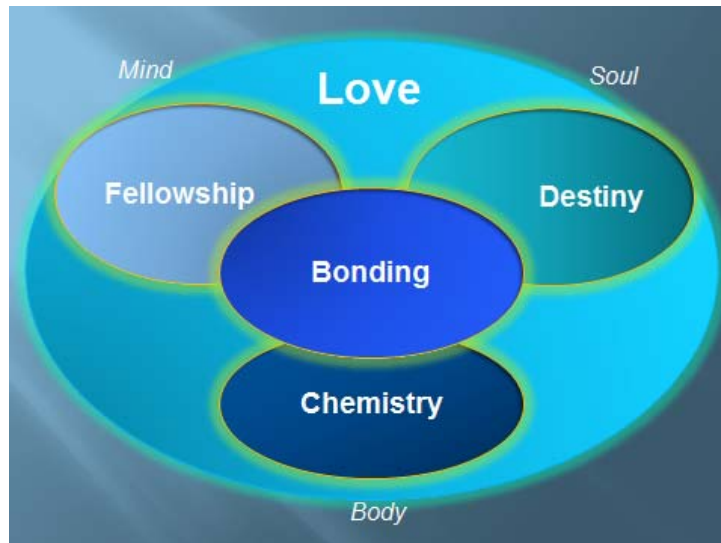 Mind
Soul
Love
Fellowship
Destiny
Bonding
Chemistry
Body